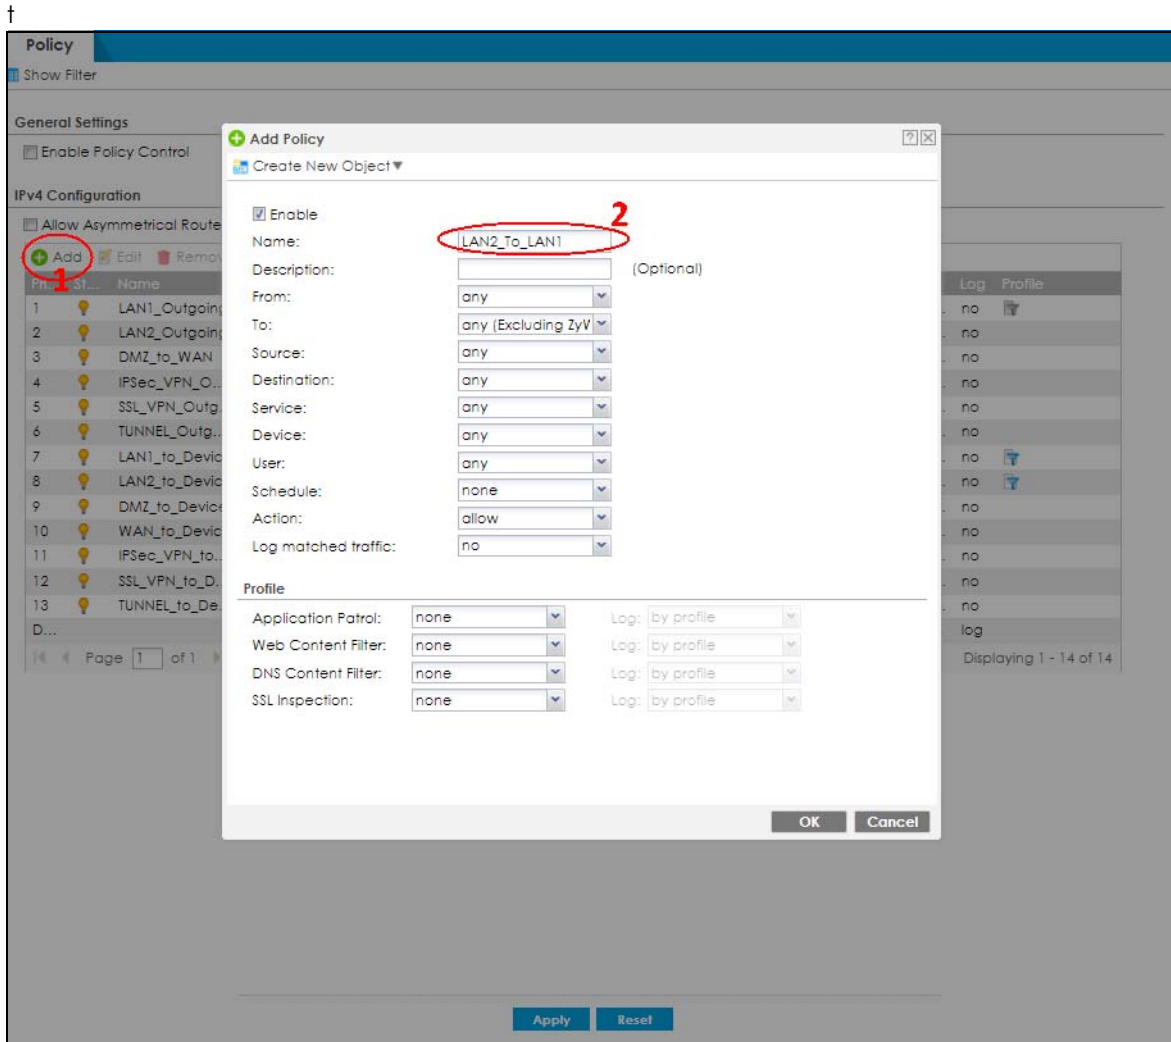 †
Policy
Show Filter
General Settings
Enable Policy Control
IPv4 Configuration
Allow Asymmetrical Route
Add Edit Remov
1
Pri... St... Name Log Profile
1 LAN1_Outgoing no
2 LAN2_Outgoing no
3 DMZ_to_WAN no
4 IPSec_VPN_O... no
5 SSL_VPN_Outg. no
6 TUNNEL_Outg... no
7 LAN1_to_Devic no
8 LAN2_to_Devic no
9 DMZ_to_Device no
10 WAN_to_Devic no
11 IPSec_VPN_to... no
12 SSL_VPN_to_D. no
13 TUNNEL_to_De. no
D... log
Page 1 of 1 Displaying 1 - 14 of 14
Add Policy
Create New Object
Enable
2
Name: LAN2_To_LAN1
Description: (Optional)
From: any
To: any (Excluding ZyW
Source: any
Destination: any
Service: any
Device: any
User: any
Schedule: none
Action: allow
Log matched traffic: no
Profile
Application Patrol: none Log: by profile
Web Content Filter: none Log: by profile
DNS Content Filter: none Log: by profile
SSL Inspection: none Log: by profile
OK Cancel
Apply Reset